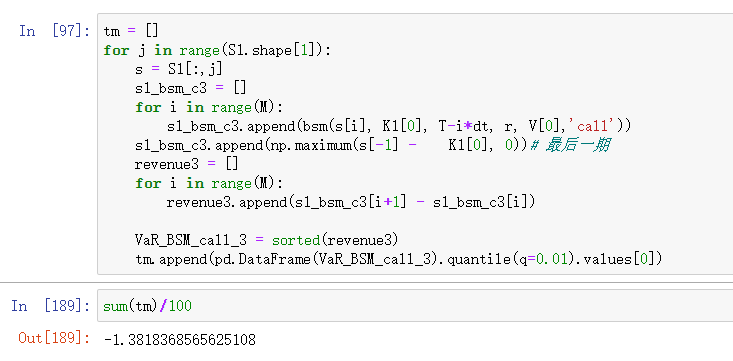 In [97]: tm = []
for j in range(S1.shape[1]):
    s = S1[:,j]
    s1_bsm_c3 = []
    for i in range(M):
        s1_bsm_c3.append(bsm(s[i], K1[0], T-i*dt, r, V[0],'call'))
    s1_bsm_c3.append(np.maximum(s[-1] -   K1[0], 0))# 最后一期
    revenue3 = []
    for i in range(M):
        revenue3.append(s1_bsm_c3[i+1] - s1_bsm_c3[i])
    VaR_BSM_call_3 = sorted(revenue3)
    tm.append(pd.DataFrame(VaR_BSM_call_3).quantile(q=0.01).values[0])
In [189]: sum(tm)/100
Out[189]: -1.3818368565625108